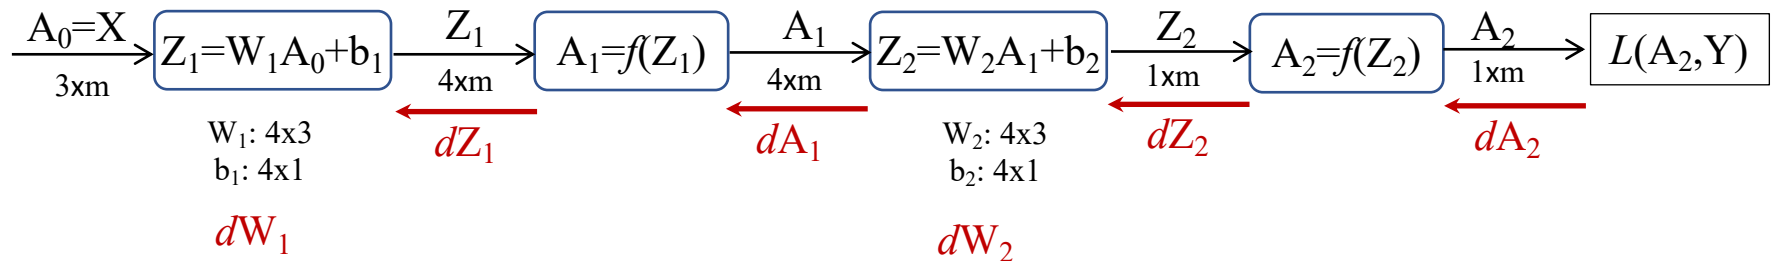 A₀=X
3xm
Z₁=W₁A₀+b₁
Z₁
4xm
A₁=f(Z₁)
A₁
4xm
Z₂=W₂A₁+b₂
Z₂
1xm
A₂=f(Z₂)
A₂
1xm
L(A₂,Y)
dZ₁
dA₁
dZ₂
dA₂
W₁: 4x3
b₁: 4x1
W₂: 4x3
b₂: 4x1
dW₁
dW₂